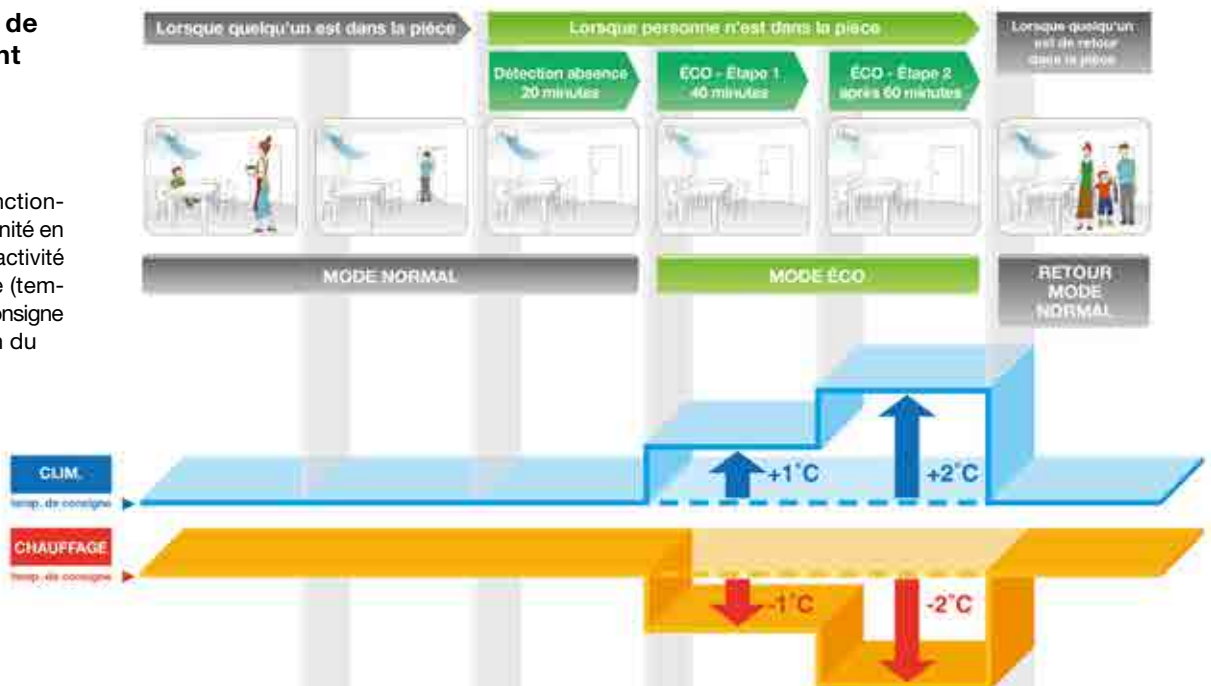 de
nt
nction-
nité en
activité
e (tem-
onsigne
n du
Lorsque quelqu'un est dans la pièce
Lorsque personne n'est dans la pièce
Lorsque quelqu'un
est de retour
dans la pièce
Détection absence
20 minutes
ÉCO - Étape 1
40 minutes
ÉCO - Étape 2
après 60 minutes
MODE NORMAL
MODE ÉCO
RETOUR
MODE
NORMAL
CLIM.
temp. de consigne
+1°C
+2°C
CHAUFFAGE
temp. de consigne
-1°C
-2°C